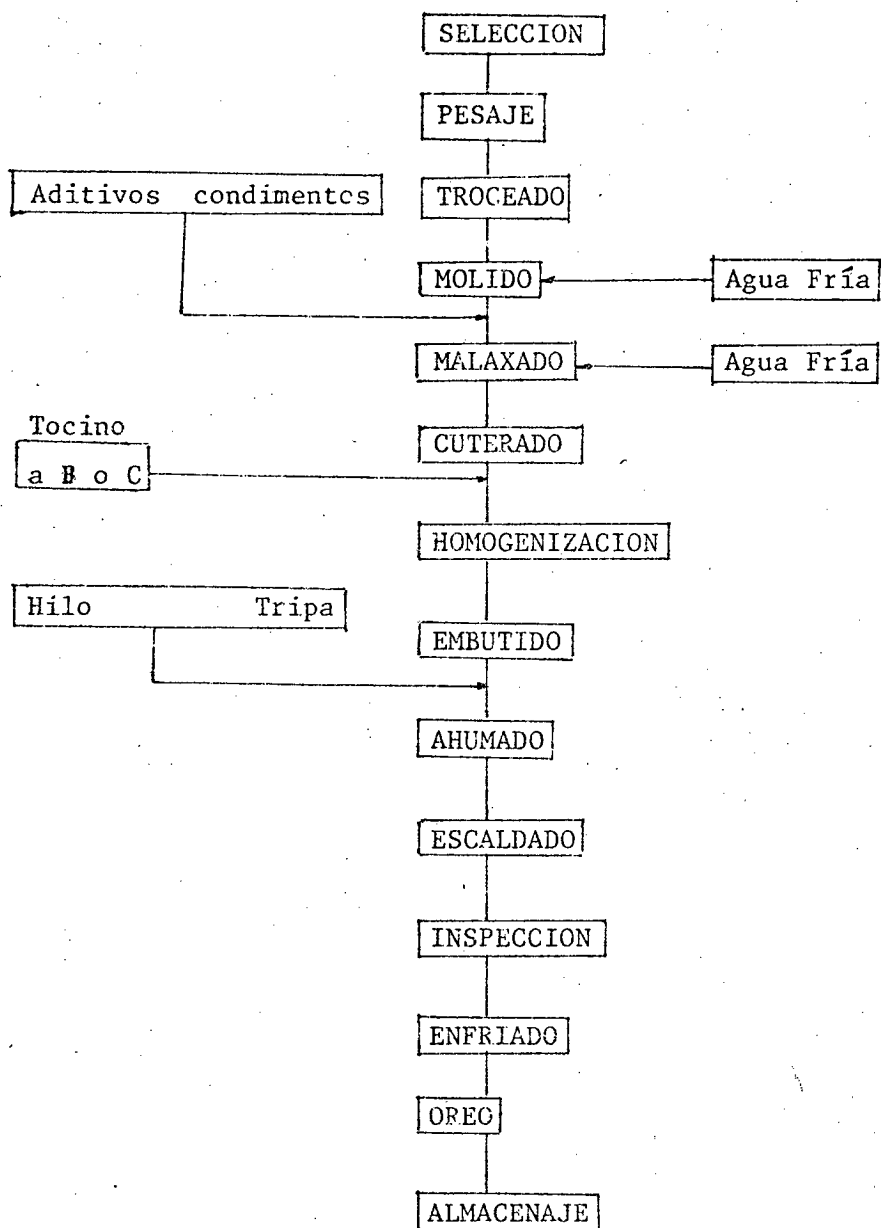 SELECCION
PESAJE
Aditivos condimentos
TROCEADO
MOLIDO
Agua Fría
MALAXADO
Agua Fría
Tocino
CUTERADO
a B o C
HOMOGENIZACION
Hilo Tripa
EMBUTIDO
AHUMADO
ESCALDADO
INSPECCION
ENFRIADO
OREO
ALMACENAJE